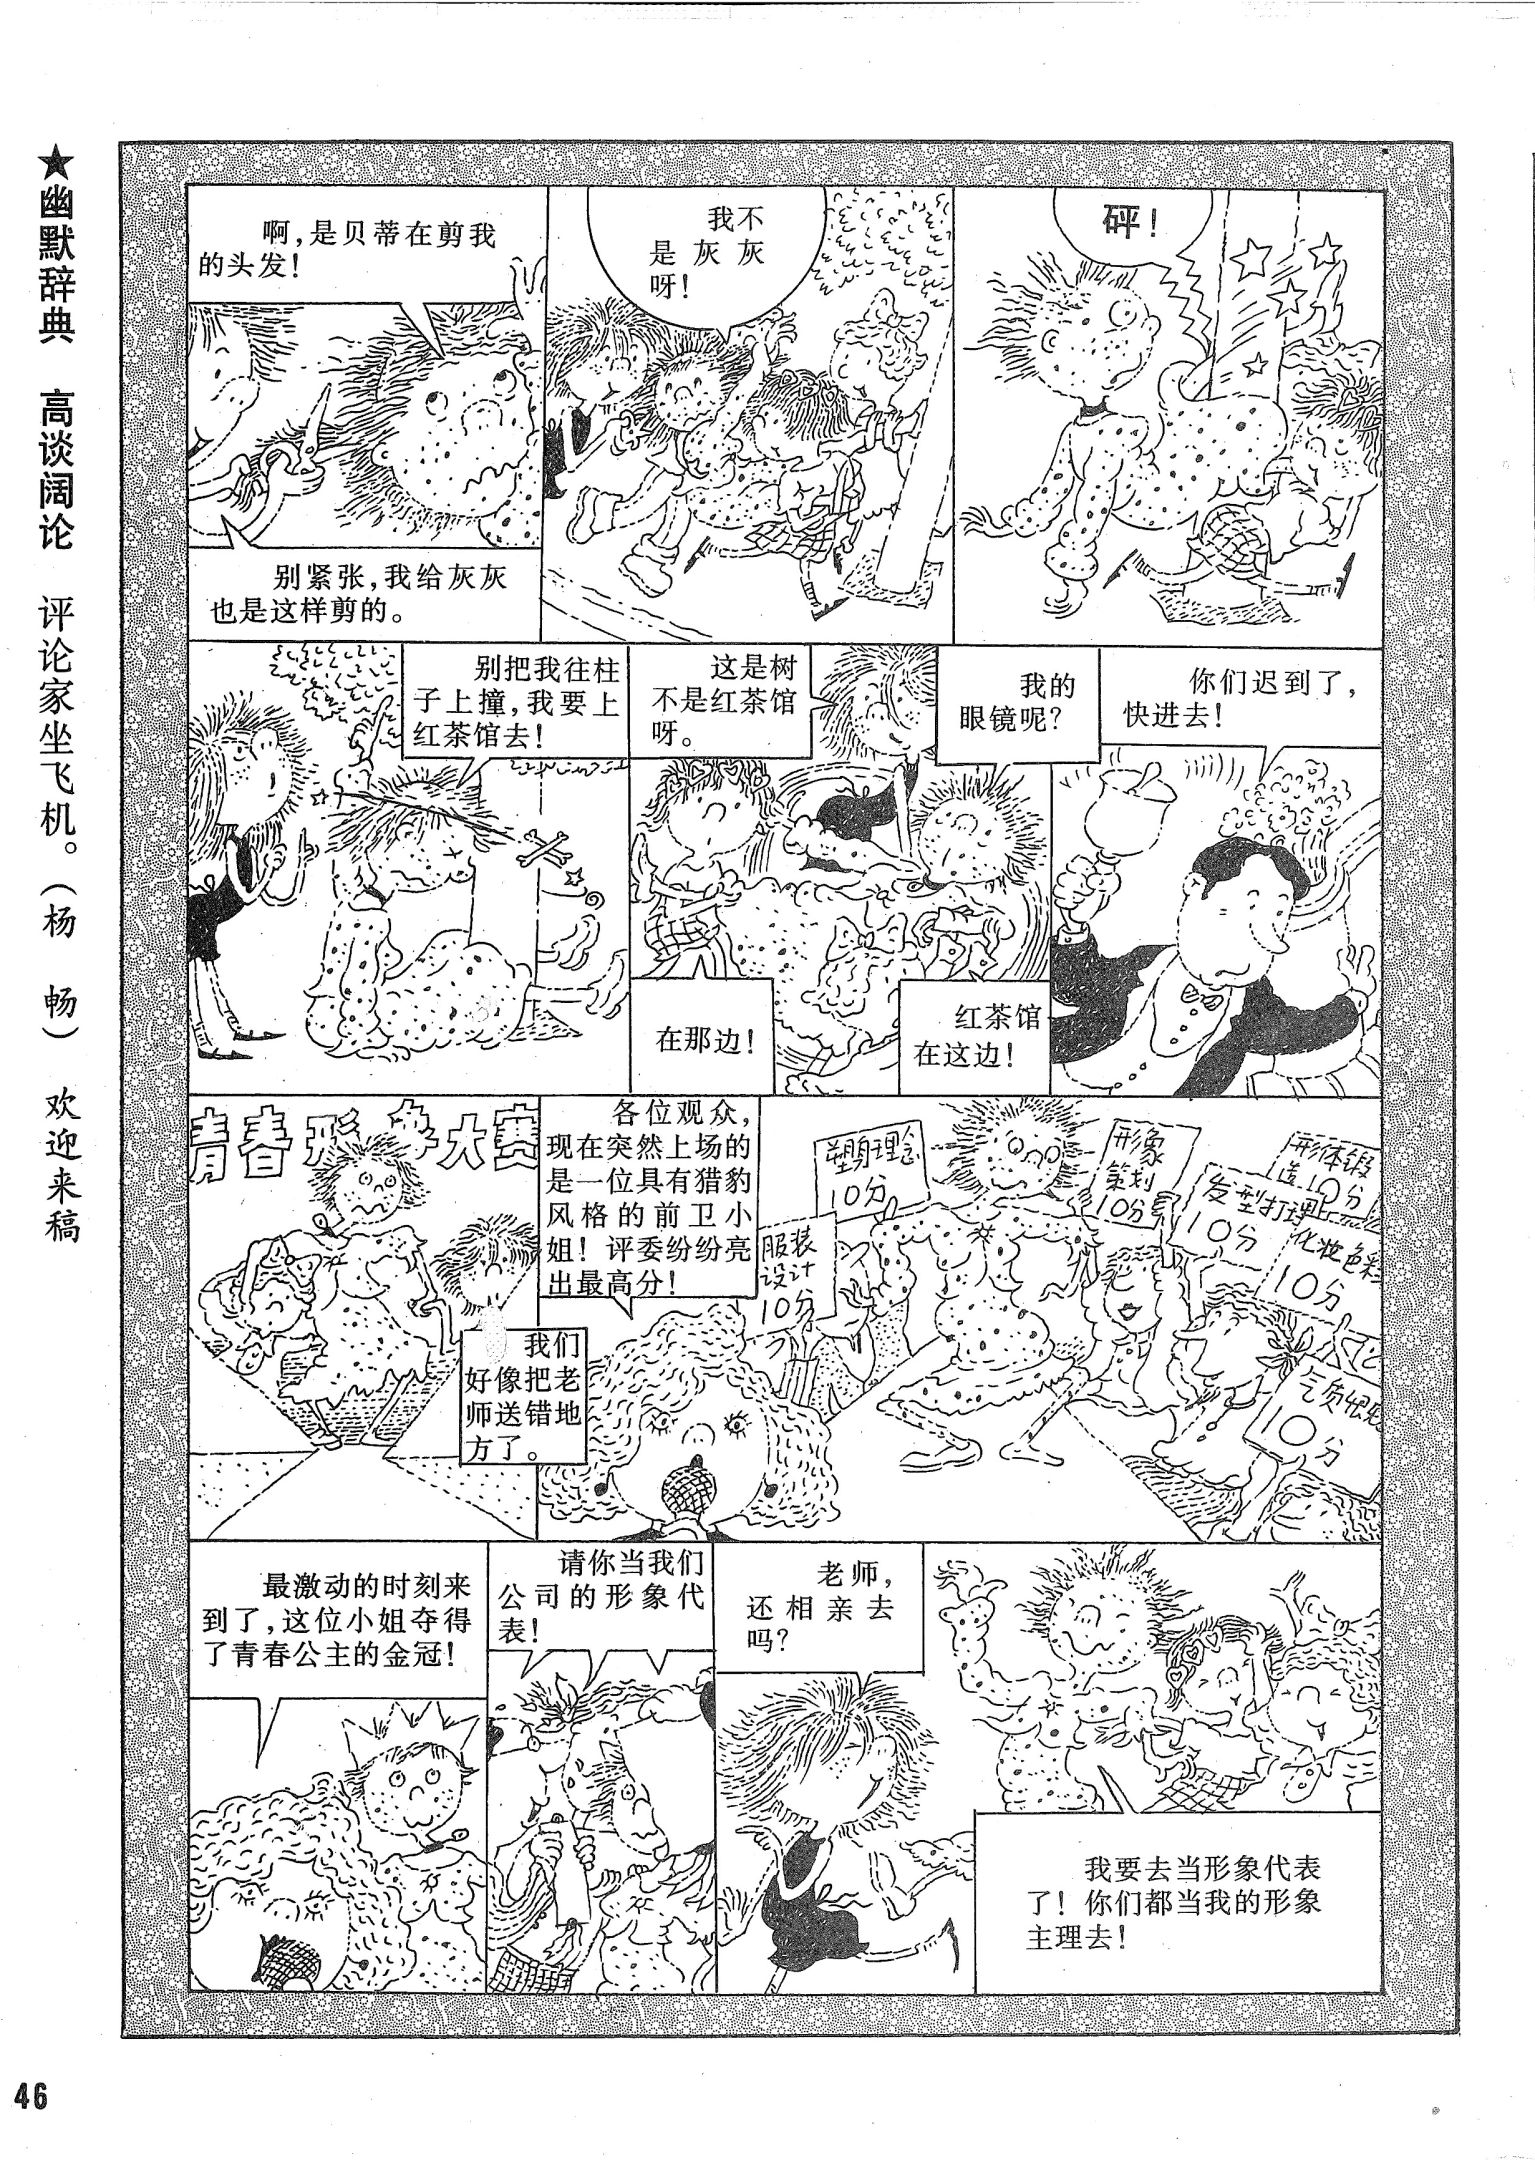 ★幽默辞典　高谈阔论　评论家坐飞机。（杨　畅）　欢迎来稿
啊，是贝蒂在剪我
的头发！
别紧张，我给灰灰
也是这样剪的。
我不
是灰灰
呀！
砰！
别把我往柱
子上撞，我要上
红茶馆去！
这是树
不是红茶馆
呀。
在那边！
我的
眼镜呢？
红茶馆
在这边！
你们迟到了，
快进去！
青春形象大赛
我们
好像把老
师送错地
方了。
各位观众，
现在突然上场的
是一位具有猎豹
风格的前卫小
姐！评委纷纷亮
出最高分！
塑身理念
10分
服装
设计
10分
形象
策划
10分
发型打理
10分
形体锻
造10分
化妆色彩
10分
气质
10分
最激动的时刻来
到了，这位小姐夺得
了青春公主的金冠！
请你当我们
公司的形象代
表！
老师，
还相亲去
吗？
我要去当形象代表
了！你们都当我的形象
主理去！
46